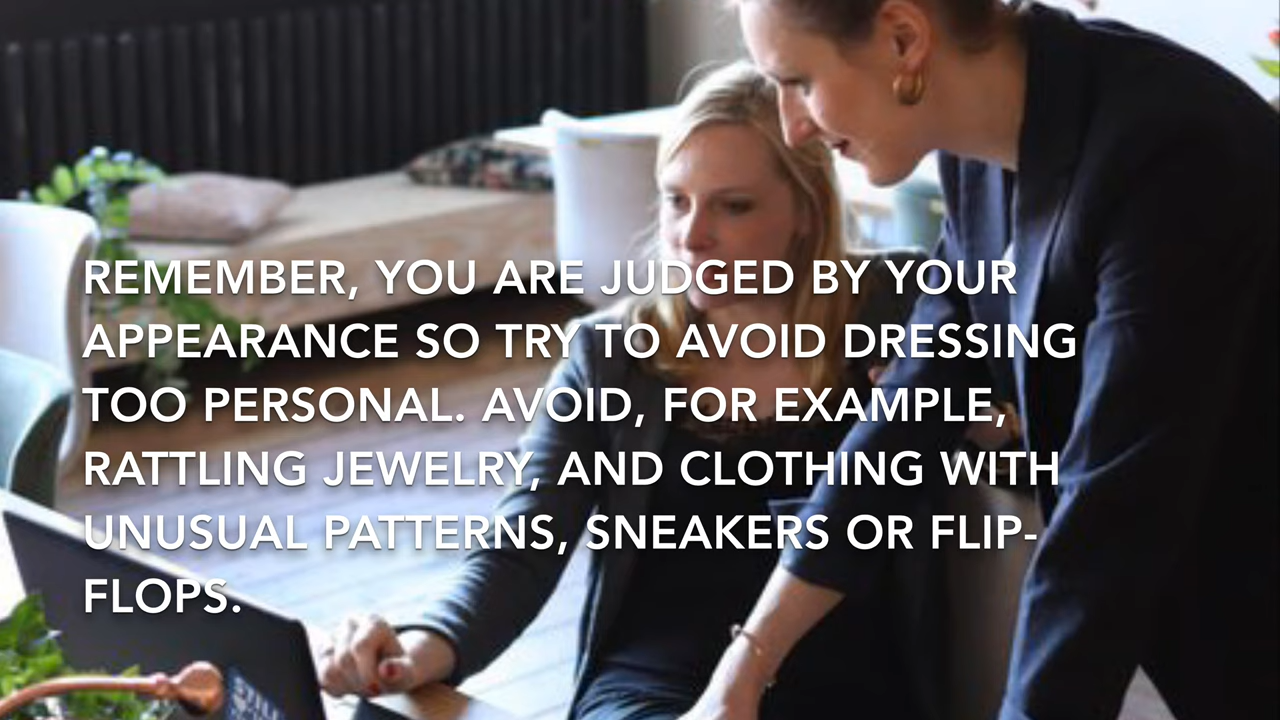 REMEMBER, YOU ARE JUDGED BY YOUR
APPEARANCE SO TRY TO AVOID DRESSING
TOO PERSONAL. AVOID, FOR EXAMPLE,
RATTLING JEWELRY, AND CLOTHING WITH
UNUSUAL PATTERNS, SNEAKERS OR FLIP-
FLOPS.